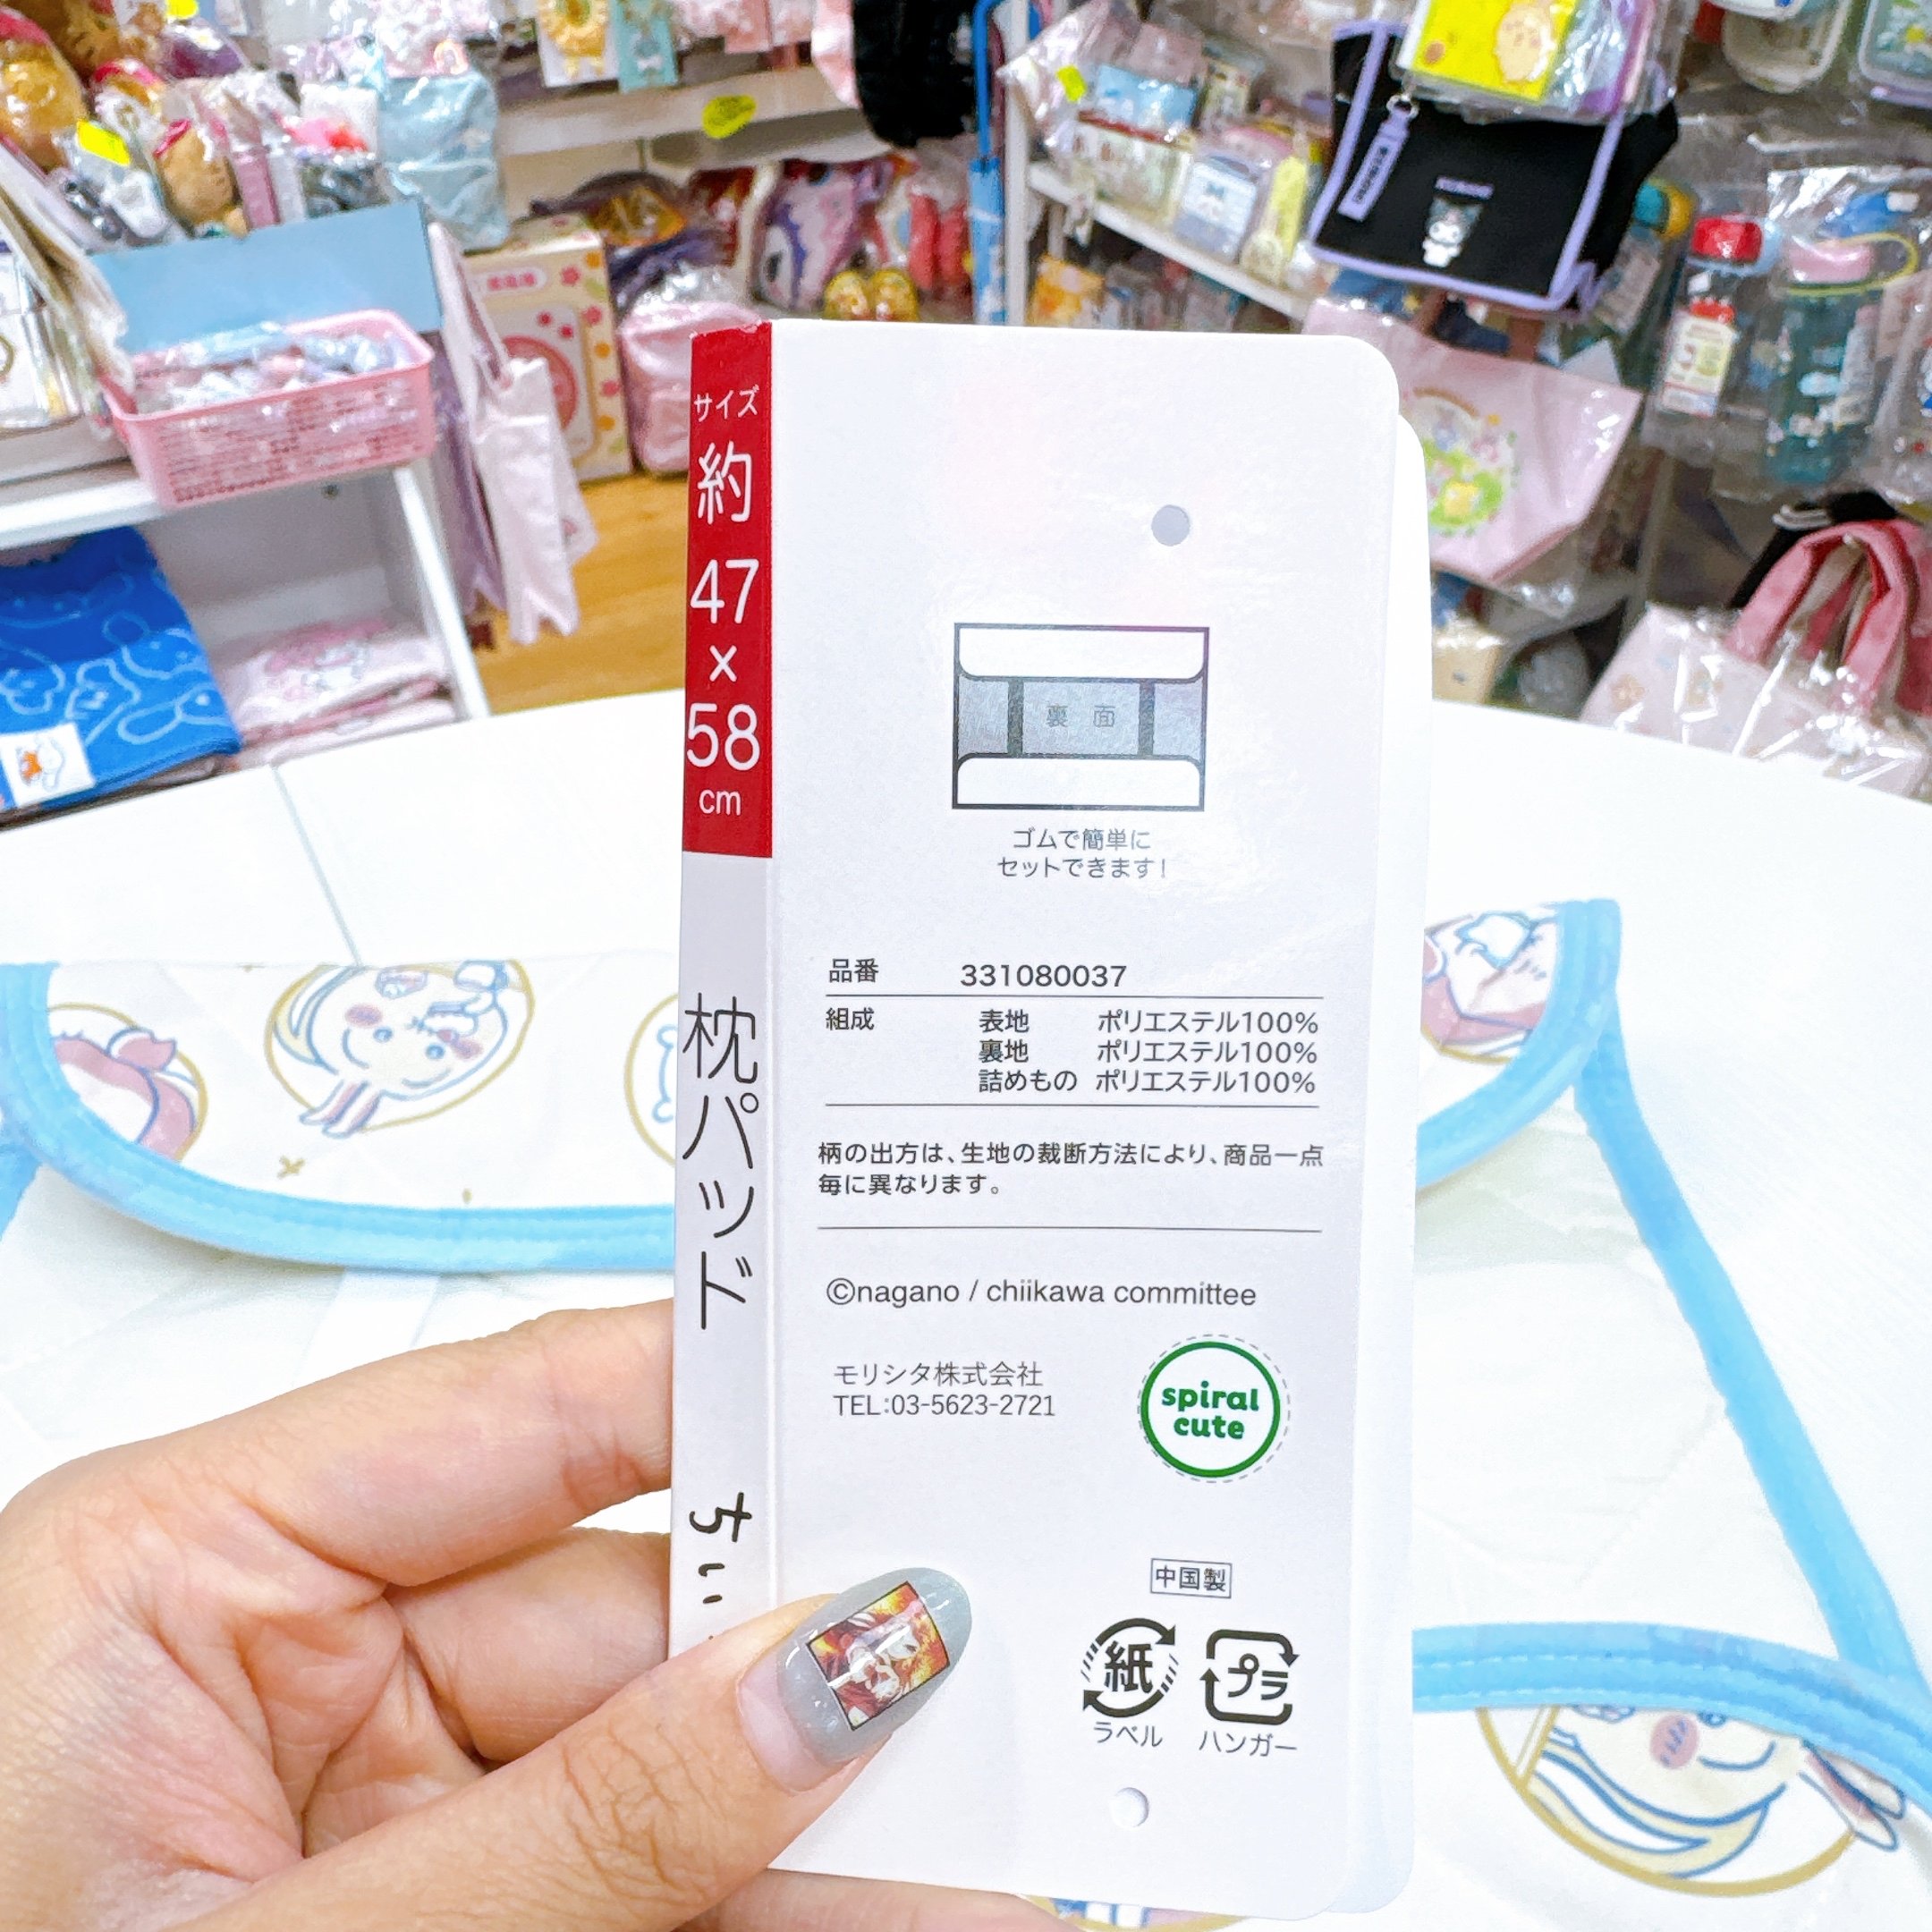 サイズ
約
47
×
58
cm
枕パッド
ちい
裏 面
ゴムで簡単に
セットできます!
品番 331080037
組成 表地 ポリエステル100%
裏地 ポリエステル100%
詰めもの ポリエステル100%
柄の出方は、生地の裁断方法により、商品一点
毎に異なります。
©nagano / chiikawa committee
モリシタ株式会社
TEL:03-5623-2721
spiral
cute
中国製
紙
ラベル
プラ
ハンガー